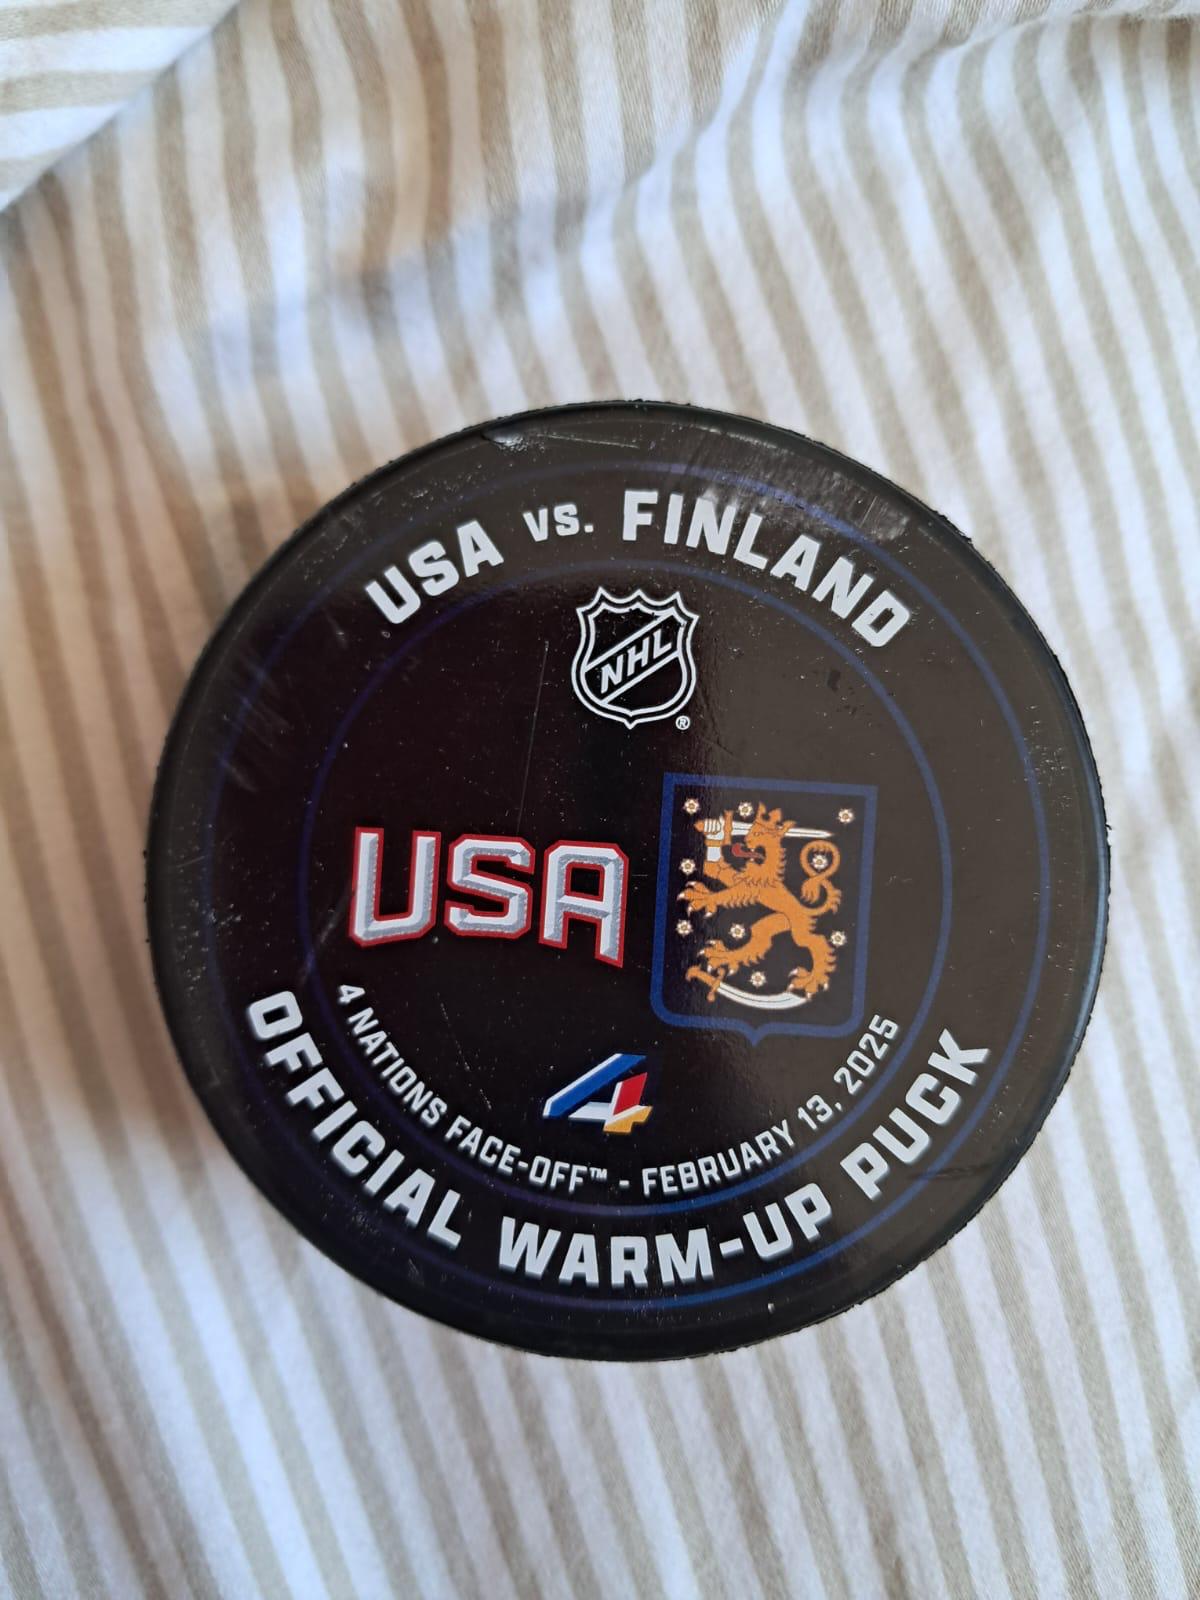 USA vs. FINLAND
NHL
®
USA
4 NATIONS FACE-OFF™ - FEBRUARY 13, 2025
OFFICIAL WARM-UP PUCK